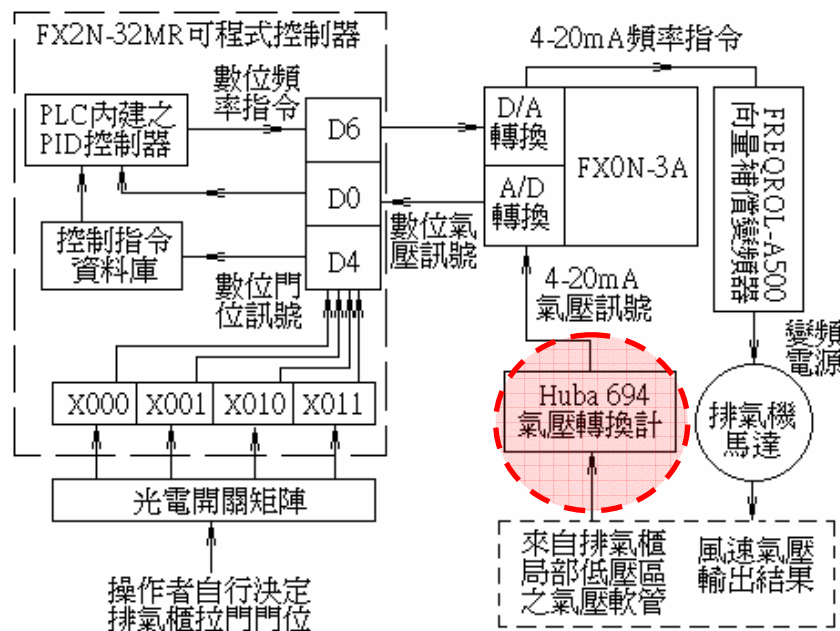 FX2N-32MR可程式控制器
數位頻
率指令
PLC內建之
PID控制器
控制指令
資料庫
D6
D0
D4
數位門
位訊號
X000
X001
X010
X011
光電開關矩陣
操作者自行決定
排氣櫃拉門門位
4-20mA頻率指令
D/A
轉換
A/D
轉換
FX0N-3A
數位氣
壓訊號
4-20mA
氣壓訊號
Huba 694
氣壓轉換計
來自排氣櫃
局部低壓區
之氣壓軟管
FREQROL-A500
向量補償變頻器
變頻
電源
排氣機
馬達
風速氣壓
輸出結果